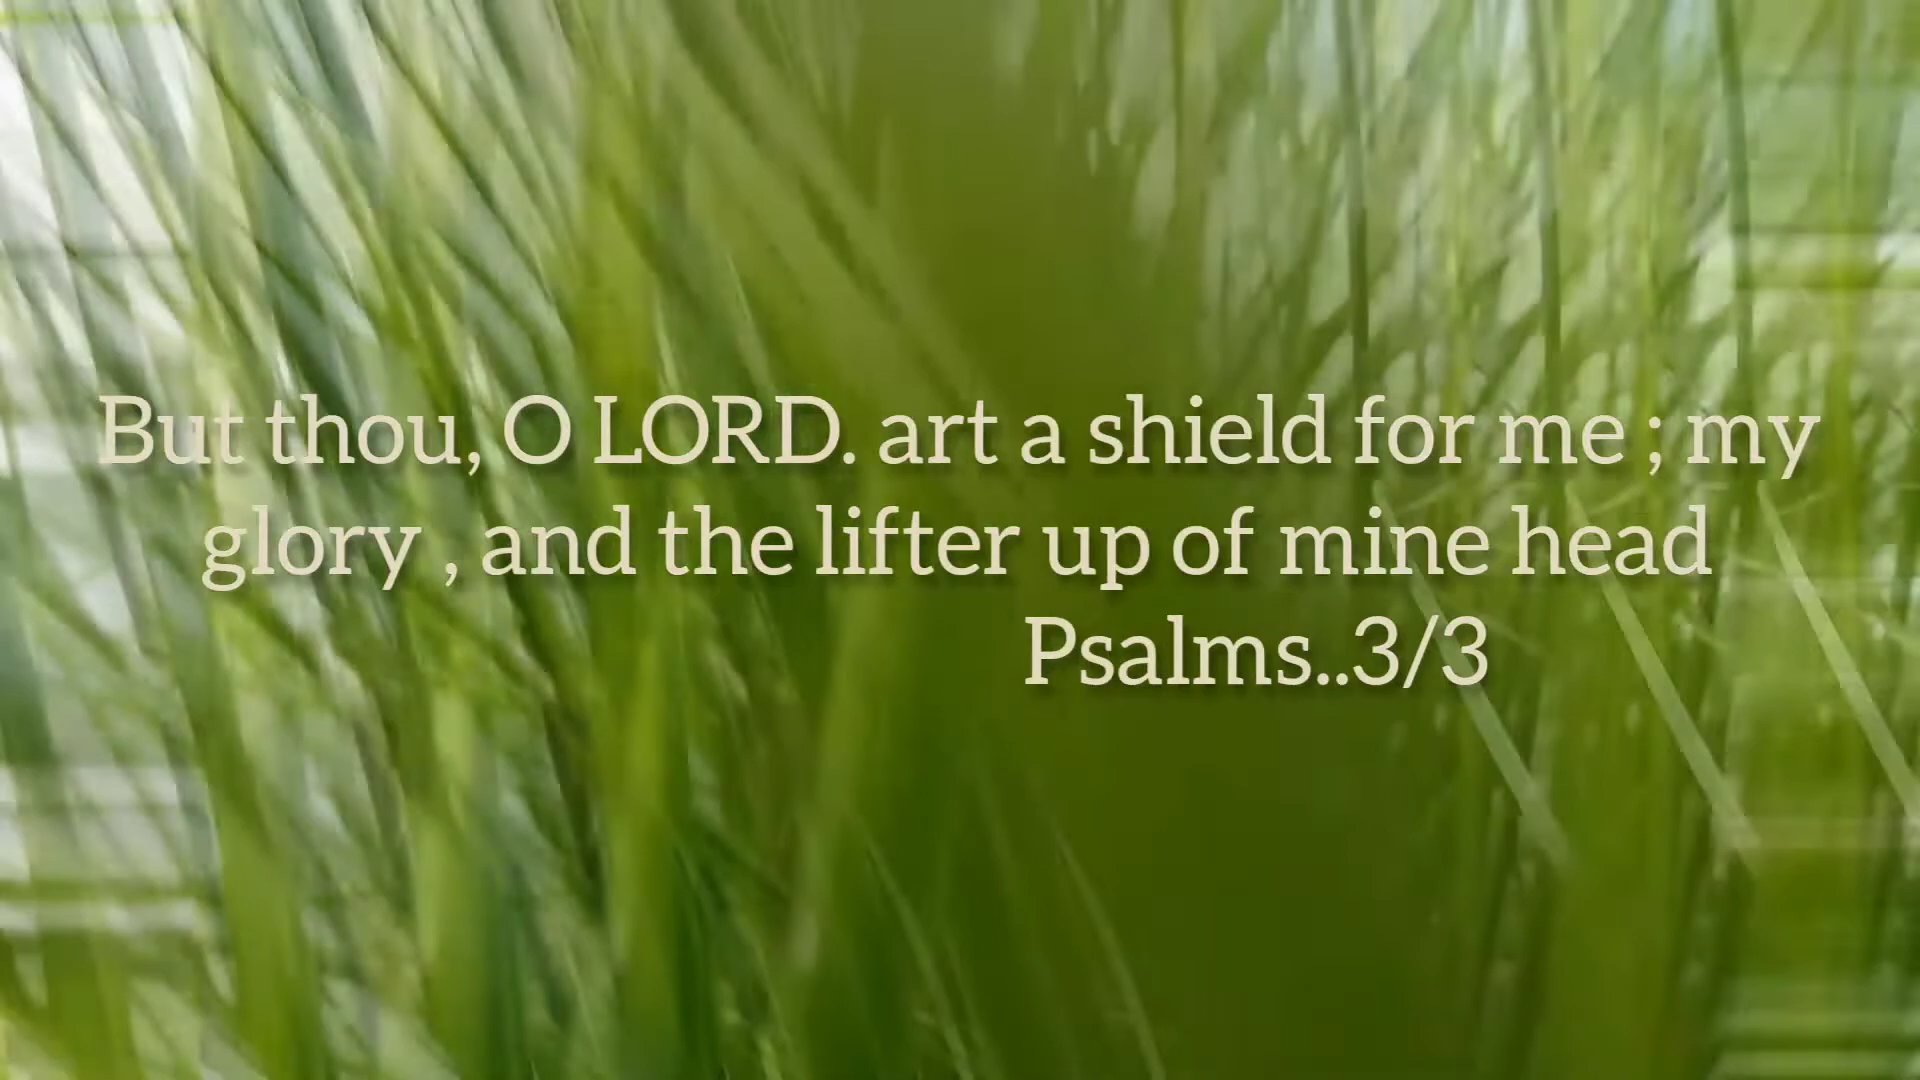 But thou, O LORD. art a shield for me ; my
glory , and the lifter up of mine head
Psalms..3/3